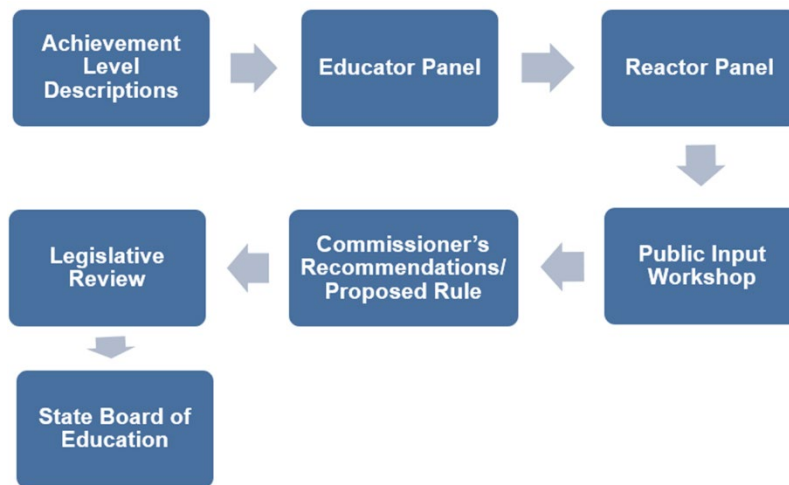 Achievement
Level
Descriptions
Educator Panel
Reactor Panel
Public Input
Workshop
Commissioner’s
Recommendations/
Proposed Rule
Legislative
Review
State Board of
Education